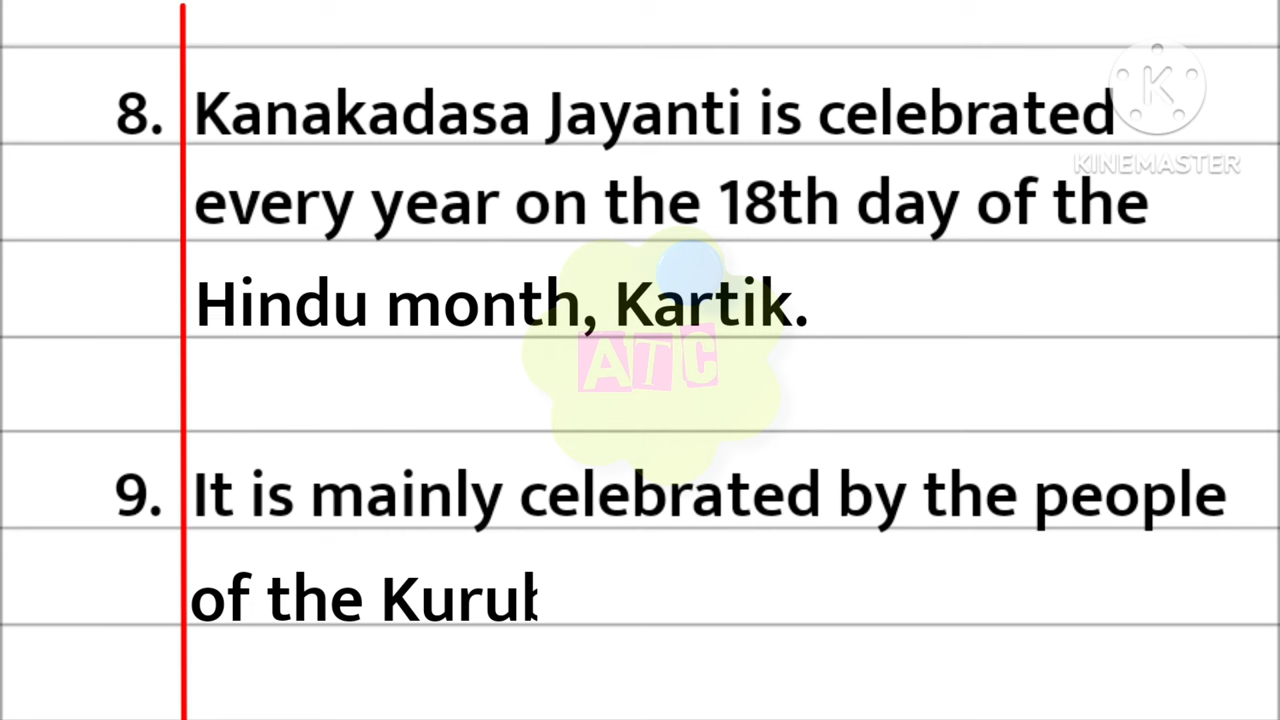 8. Kanakadasa Jayanti is celebrated
KINEMASTER
every year on the 18th day of the
Hindu month, Kartik.
ATC
9. It is mainly celebrated by the people
of the